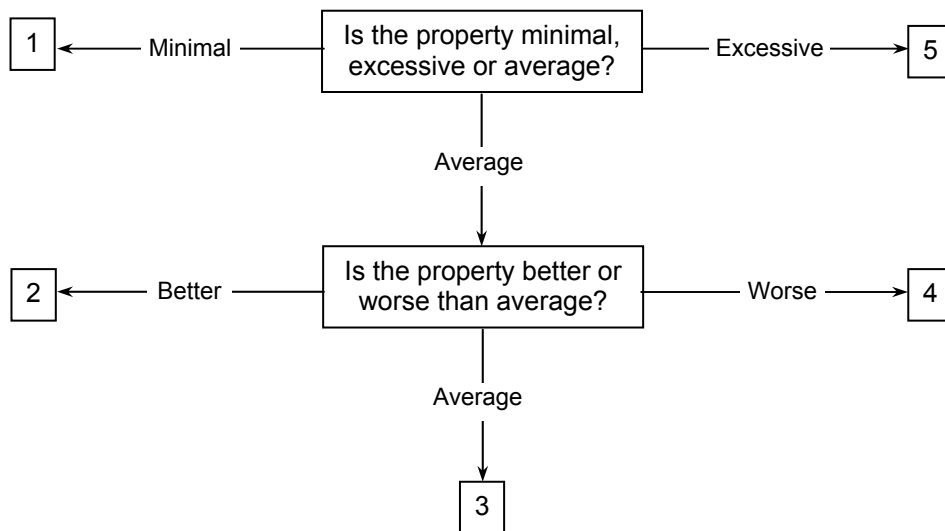 1
Minimal
Is the property minimal,
excessive or average?
Excessive
5
Average
2
Better
Is the property better or
worse than average?
Worse
4
Average
3